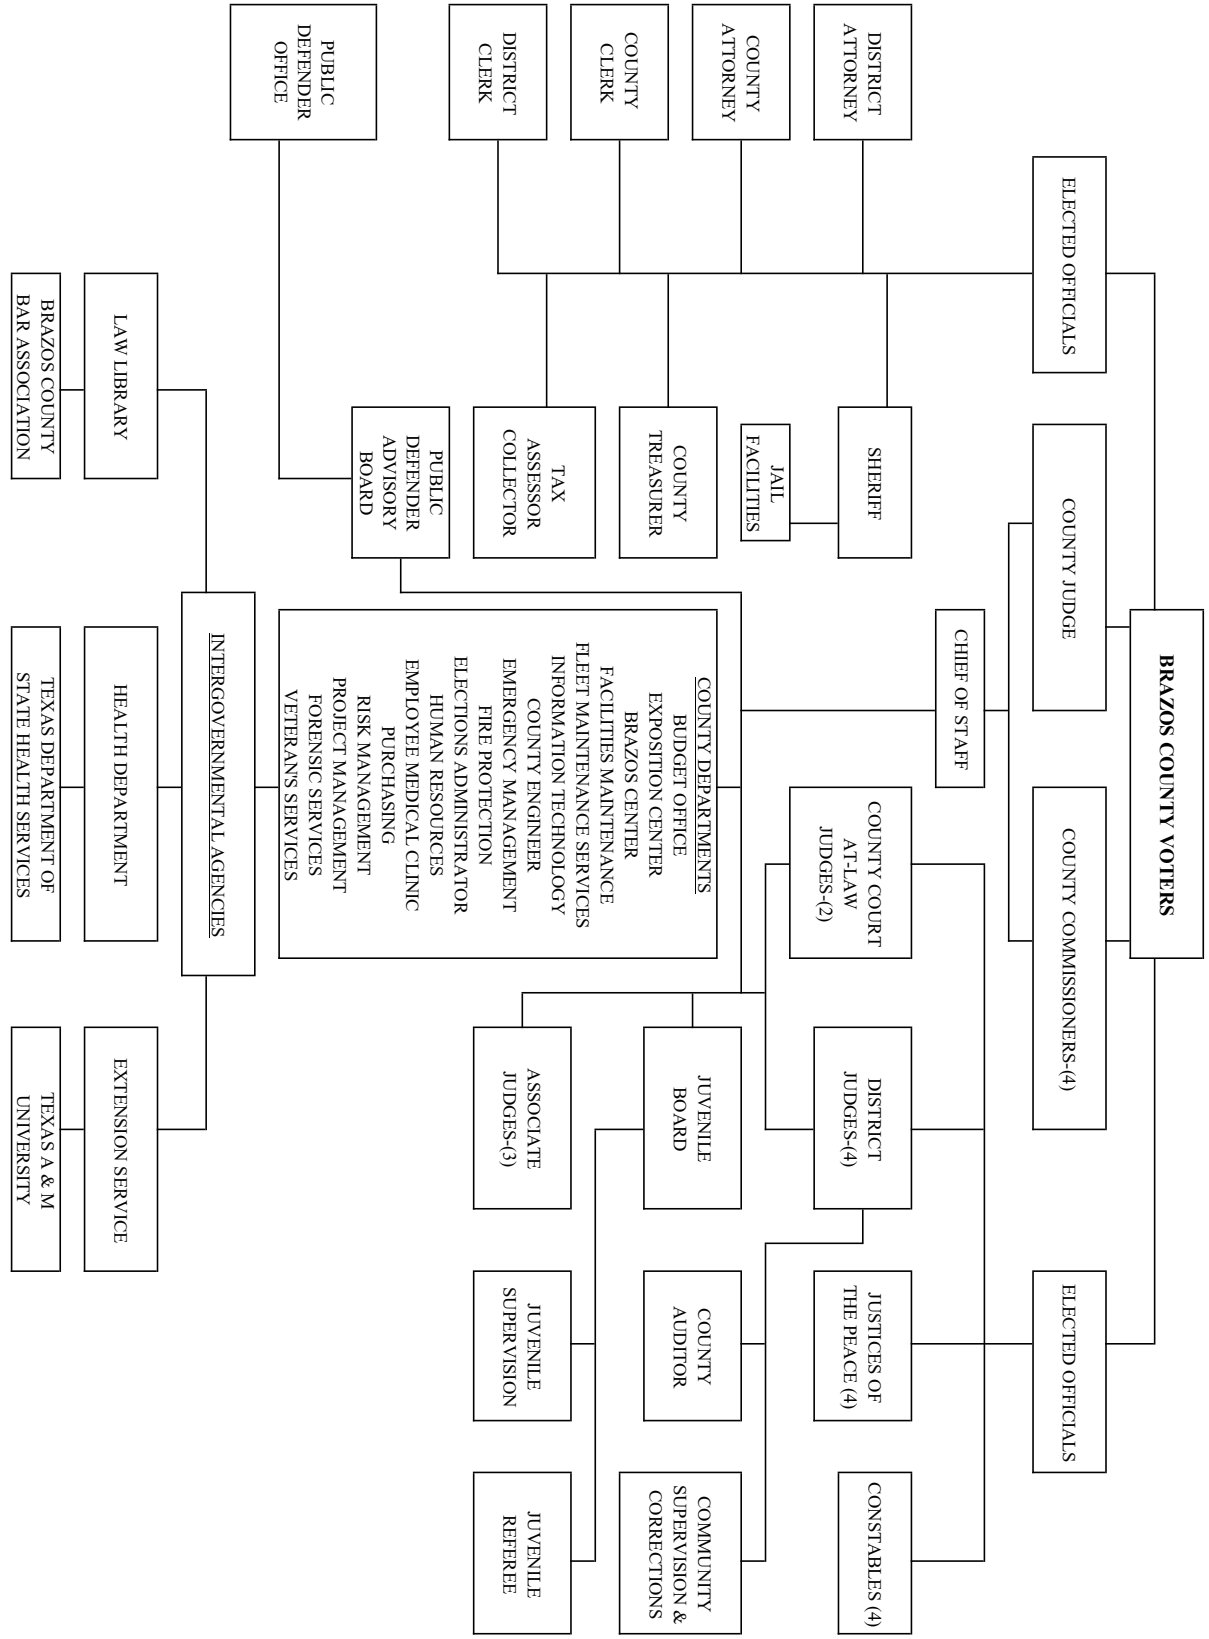 BRAZOS COUNTY VOTERS
ELECTED OFFICIALS
COUNTY JUDGE
COUNTY COMMISSIONERS-(4)
ELECTED OFFICIALS
CHIEF OF STAFF
DISTRICT
ATTORNEY
SHERIFF
COUNTY COURT
AT-LAW
JUDGES-(2)
DISTRICT
JUDGES-(4)
JUSTICES OF
THE PEACE (4)
CONSTABLES (4)
COUNTY
ATTORNEY
JAIL
FACILITIES
COUNTY
CLERK
COUNTY
TREASURER
JUVENILE
BOARD
COUNTY
AUDITOR
COMMUNITY
SUPERVISION &
CORRECTIONS
DISTRICT
CLERK
TAX
ASSESSOR
COLLECTOR
ASSOCIATE
JUDGES-(3)
JUVENILE
SUPERVISION
JUVENILE
REFEREE
COUNTY DEPARTMENTS
BUDGET OFFICE
EXPOSITION CENTER
BRAZOS CENTER
FACILITIES MAINTENANCE
FLEET MAINTENANCE SERVICES
INFORMATION TECHNOLOGY
COUNTY ENGINEER
EMERGENCY MANAGEMENT
FIRE PROTECTION
ELECTIONS ADMINISTRATOR
HUMAN RESOURCES
EMPLOYEE MEDICAL CLINIC
PURCHASING
RISK MANAGEMENT
PROJECT MANAGEMENT
FORENSIC SERVICES
VETERAN'S SERVICES
PUBLIC
DEFENDER
ADVISORY
BOARD
PUBLIC
DEFENDER
OFFICE
INTERGOVERNMENTAL AGENCIES
LAW LIBRARY
HEALTH DEPARTMENT
EXTENSION SERVICE
BRAZOS COUNTY
BAR ASSOCIATION
TEXAS DEPARTMENT OF
STATE HEALTH SERVICES
TEXAS A & M
UNIVERSITY